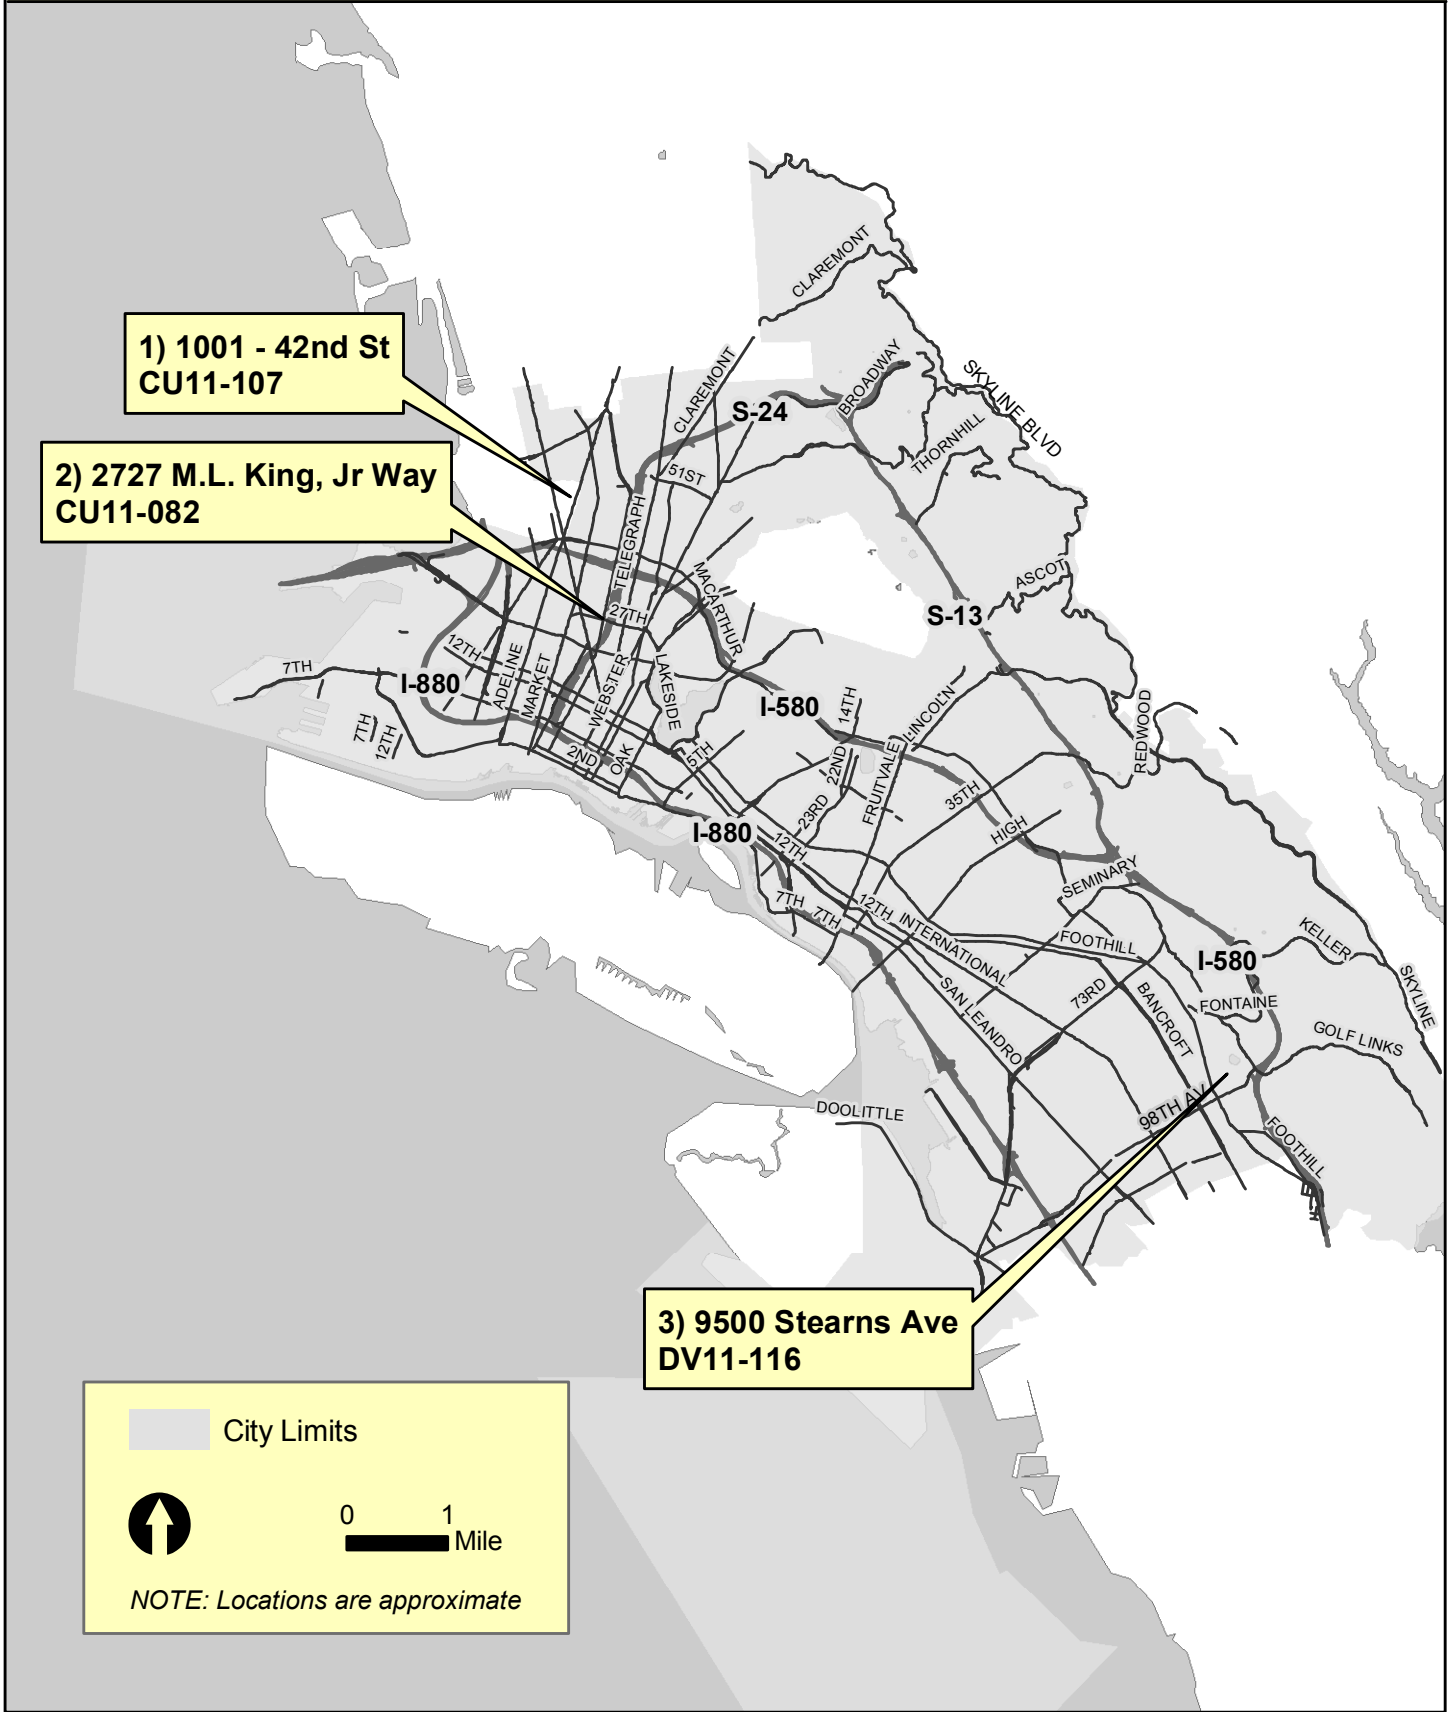 CLAREMONT
1) 1001 - 42nd St
CU11-107
CLAREMONT
BROADWAY
SKYLINE BLVD
S-24
THORNHILL
2) 2727 M.L. King, Jr Way
CU11-082
51ST
TELEGRAPH
MACARTHUR
ASCOT
27TH
S-13
12TH
7TH
I-880
ADELINE
MARKET
WEBSTER
LAKESIDE
I-580
14TH
LINCOLN
REDWOOD
7TH
12TH
2ND
OAK
5TH
22ND
FRUITVALE
23RD
35TH
I-880
12TH
HIGH
SEMINARY
7TH
7TH
12TH
INTERNATIONAL
FOOTHILL
KELLER
I-580
SKYLINE
SAN LEANDRO
73RD
BANCROFT
FONTAINE
GOLF LINKS
DOOLITTLE
98TH AV
FOOTHILL
3) 9500 Stearns Ave
DV11-116
City Limits
0 1
Mile
NOTE: Locations are approximate